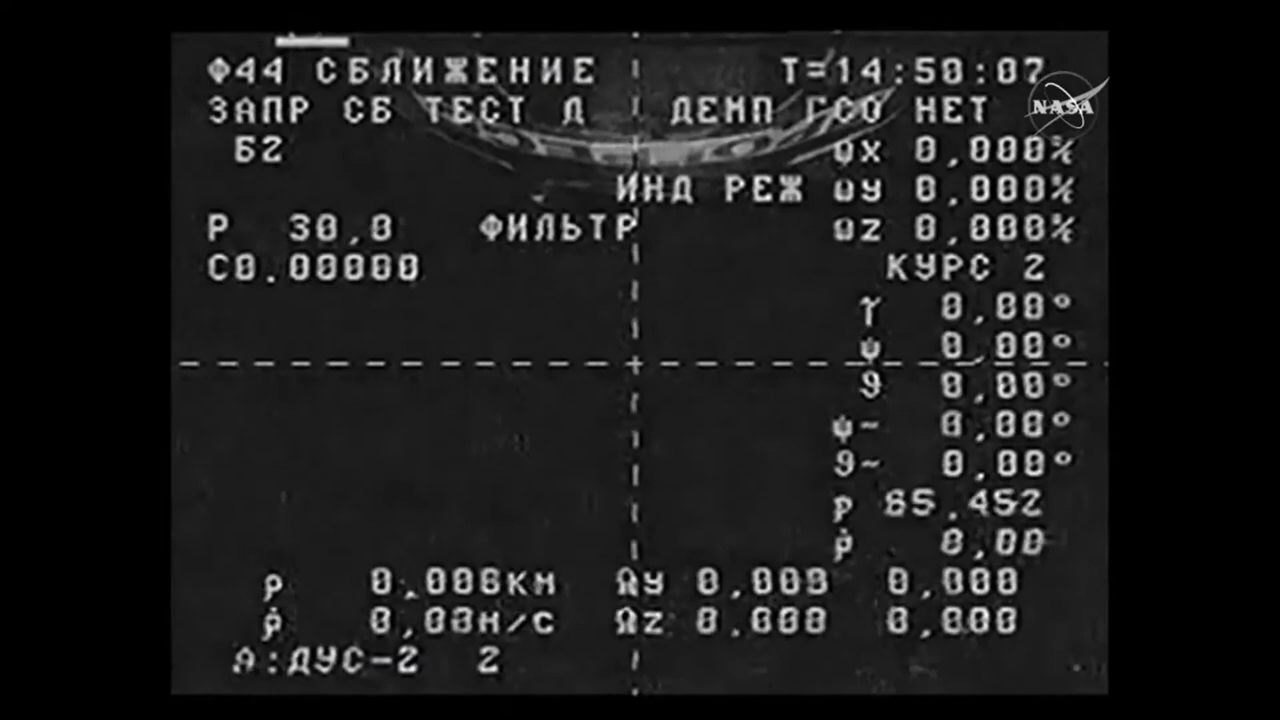 Ф44 СБЛИЖЕНИЕ T=14:50:07
ЗАПР СБ ТЕСТ Д ДЕМП ГСО НЕТ
NASA
Б2 ωx 0,000%
ИНД РЕЖ ωy 0,000%
P 30,0 ФИЛЬТР ωz 0,000%
C0.00000 КУРС 2
γ 0,00°
ψ 0,00°
ϑ 0,00°
ψ~ 0,00°
ϑ~ 0,00°
ρ 65,452
ρ̇ 0,00
ρ 0,006км Ωy 0,009 0,000
ρ̇ 0,00м/с Ωz 0,000 0,000
А:ДУС-2 2